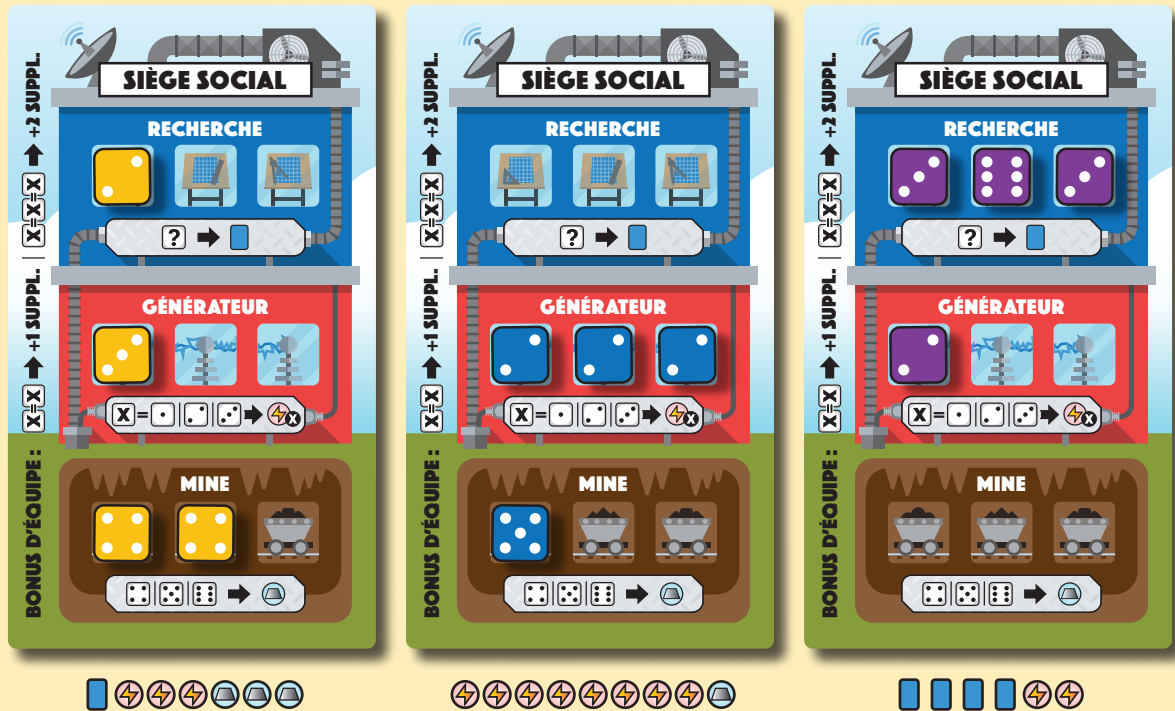 SIÈGE SOCIAL
RECHERCHE
?
GÉNÉRATEUR
X=
X
MINE
BONUS D'ÉQUIPE : X=X +1 SUPPL. | X=X=X +2 SUPPL.
SIÈGE SOCIAL
RECHERCHE
?
GÉNÉRATEUR
X=
X
MINE
BONUS D'ÉQUIPE : X=X +1 SUPPL. | X=X=X +2 SUPPL.
SIÈGE SOCIAL
RECHERCHE
?
GÉNÉRATEUR
X=
X
MINE
BONUS D'ÉQUIPE : X=X +1 SUPPL. | X=X=X +2 SUPPL.